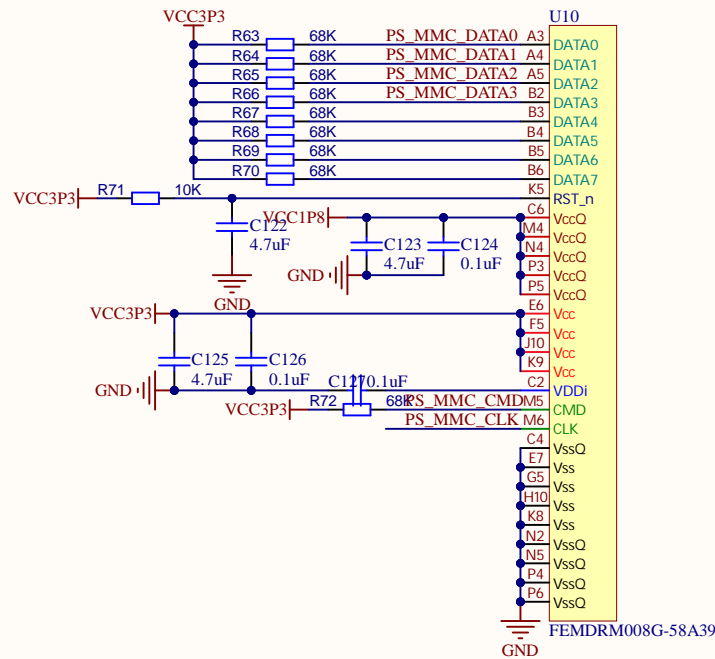 U10
VCC3P3
R63 68K PS_MMC_DATA0 A3 DATA0
R64 68K PS_MMC_DATA1 A4 DATA1
R65 68K PS_MMC_DATA2 A5 DATA2
R66 68K PS_MMC_DATA3 B2 DATA3
R67 68K B3 DATA4
R68 68K B4 DATA5
R69 68K B5 DATA6
R70 68K B6 DATA7
VCC3P3 R71 10K K5 RST_n
VCC1P8 C6 VccQ
C122 M4 VccQ
4.7uF C123 C124 N4 VccQ
GND 4.7uF 0.1uF P3 VccQ
P5 VccQ
GND
VCC3P3 E6 Vcc
F5 Vcc
J10 Vcc
C125 C126 K9 Vcc
4.7uF 0.1uF C127 0.1uF
GND C2 VDDi
VCC3P3 R72 68K PS_MMC_CMD M5 CMD
PS_MMC_CLK M6 CLK
C4 VssQ
E7 Vss
G5 Vss
H10 Vss
K8 Vss
N2 VssQ
N5 VssQ
P4 VssQ
P6 VssQ
FEMDRM008G-58A39
GND